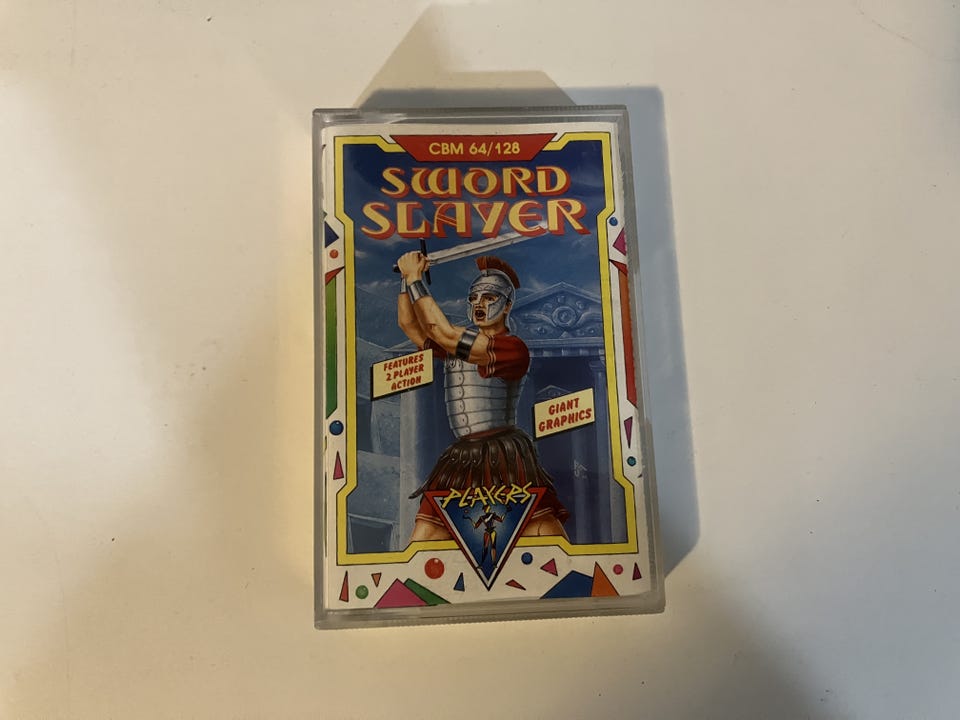 CBM 64/128
SWORD
SLAYER
FEATURES
2 PLAYER
ACTION
GIANT
GRAPHICS
PLAYERS